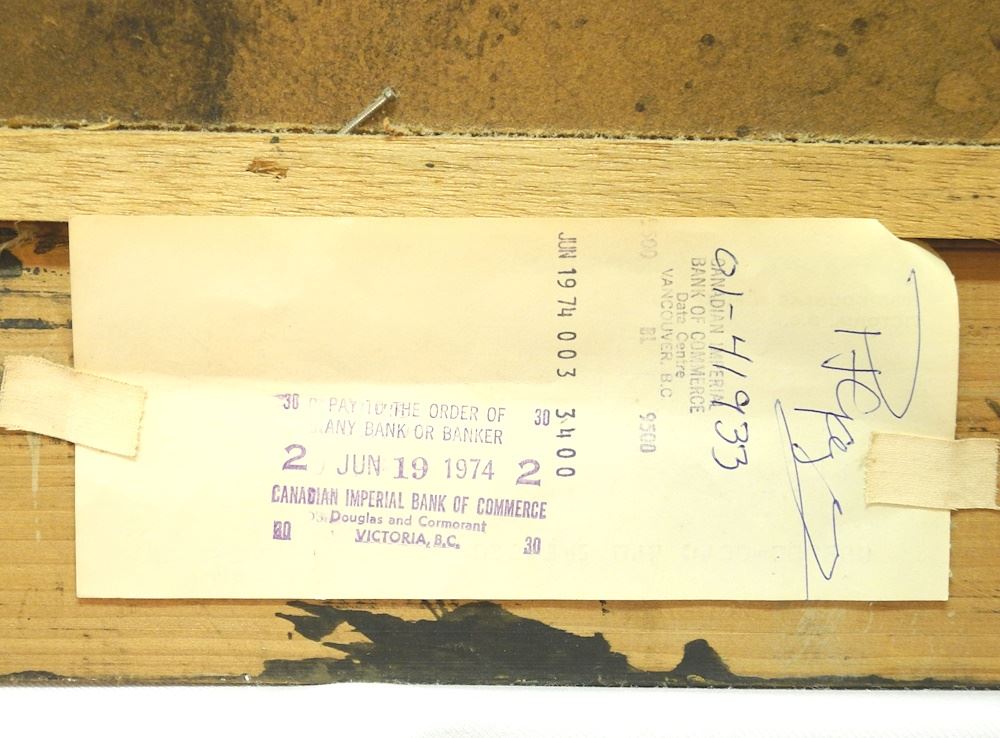 30 PAY TO THE ORDER OF 30
ANY BANK OR BANKER
2 JUN 19 1974 2
CANADIAN IMPERIAL BANK OF COMMERCE
Douglas and Cormorant
VICTORIA, B.C.
30
JUN 19 74 003 3400
9500
CANADIAN IMPERIAL
BANK OF COMMERCE
Data Centre
VANCOUVER, B.C.
01-41933